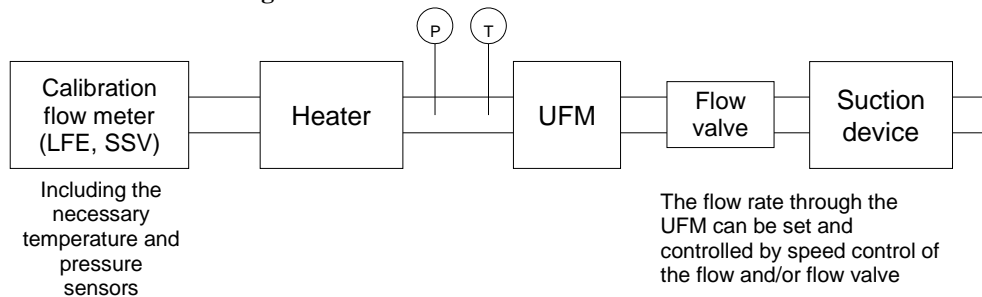 P
T
Calibration
flow meter
(LFE, SSV)
Heater
UFM
Flow
valve
Suction
device
Including the
necessary
temperature and
pressure
sensors
The flow rate through the
UFM can be set and
controlled by speed control of
the flow and/or flow valve